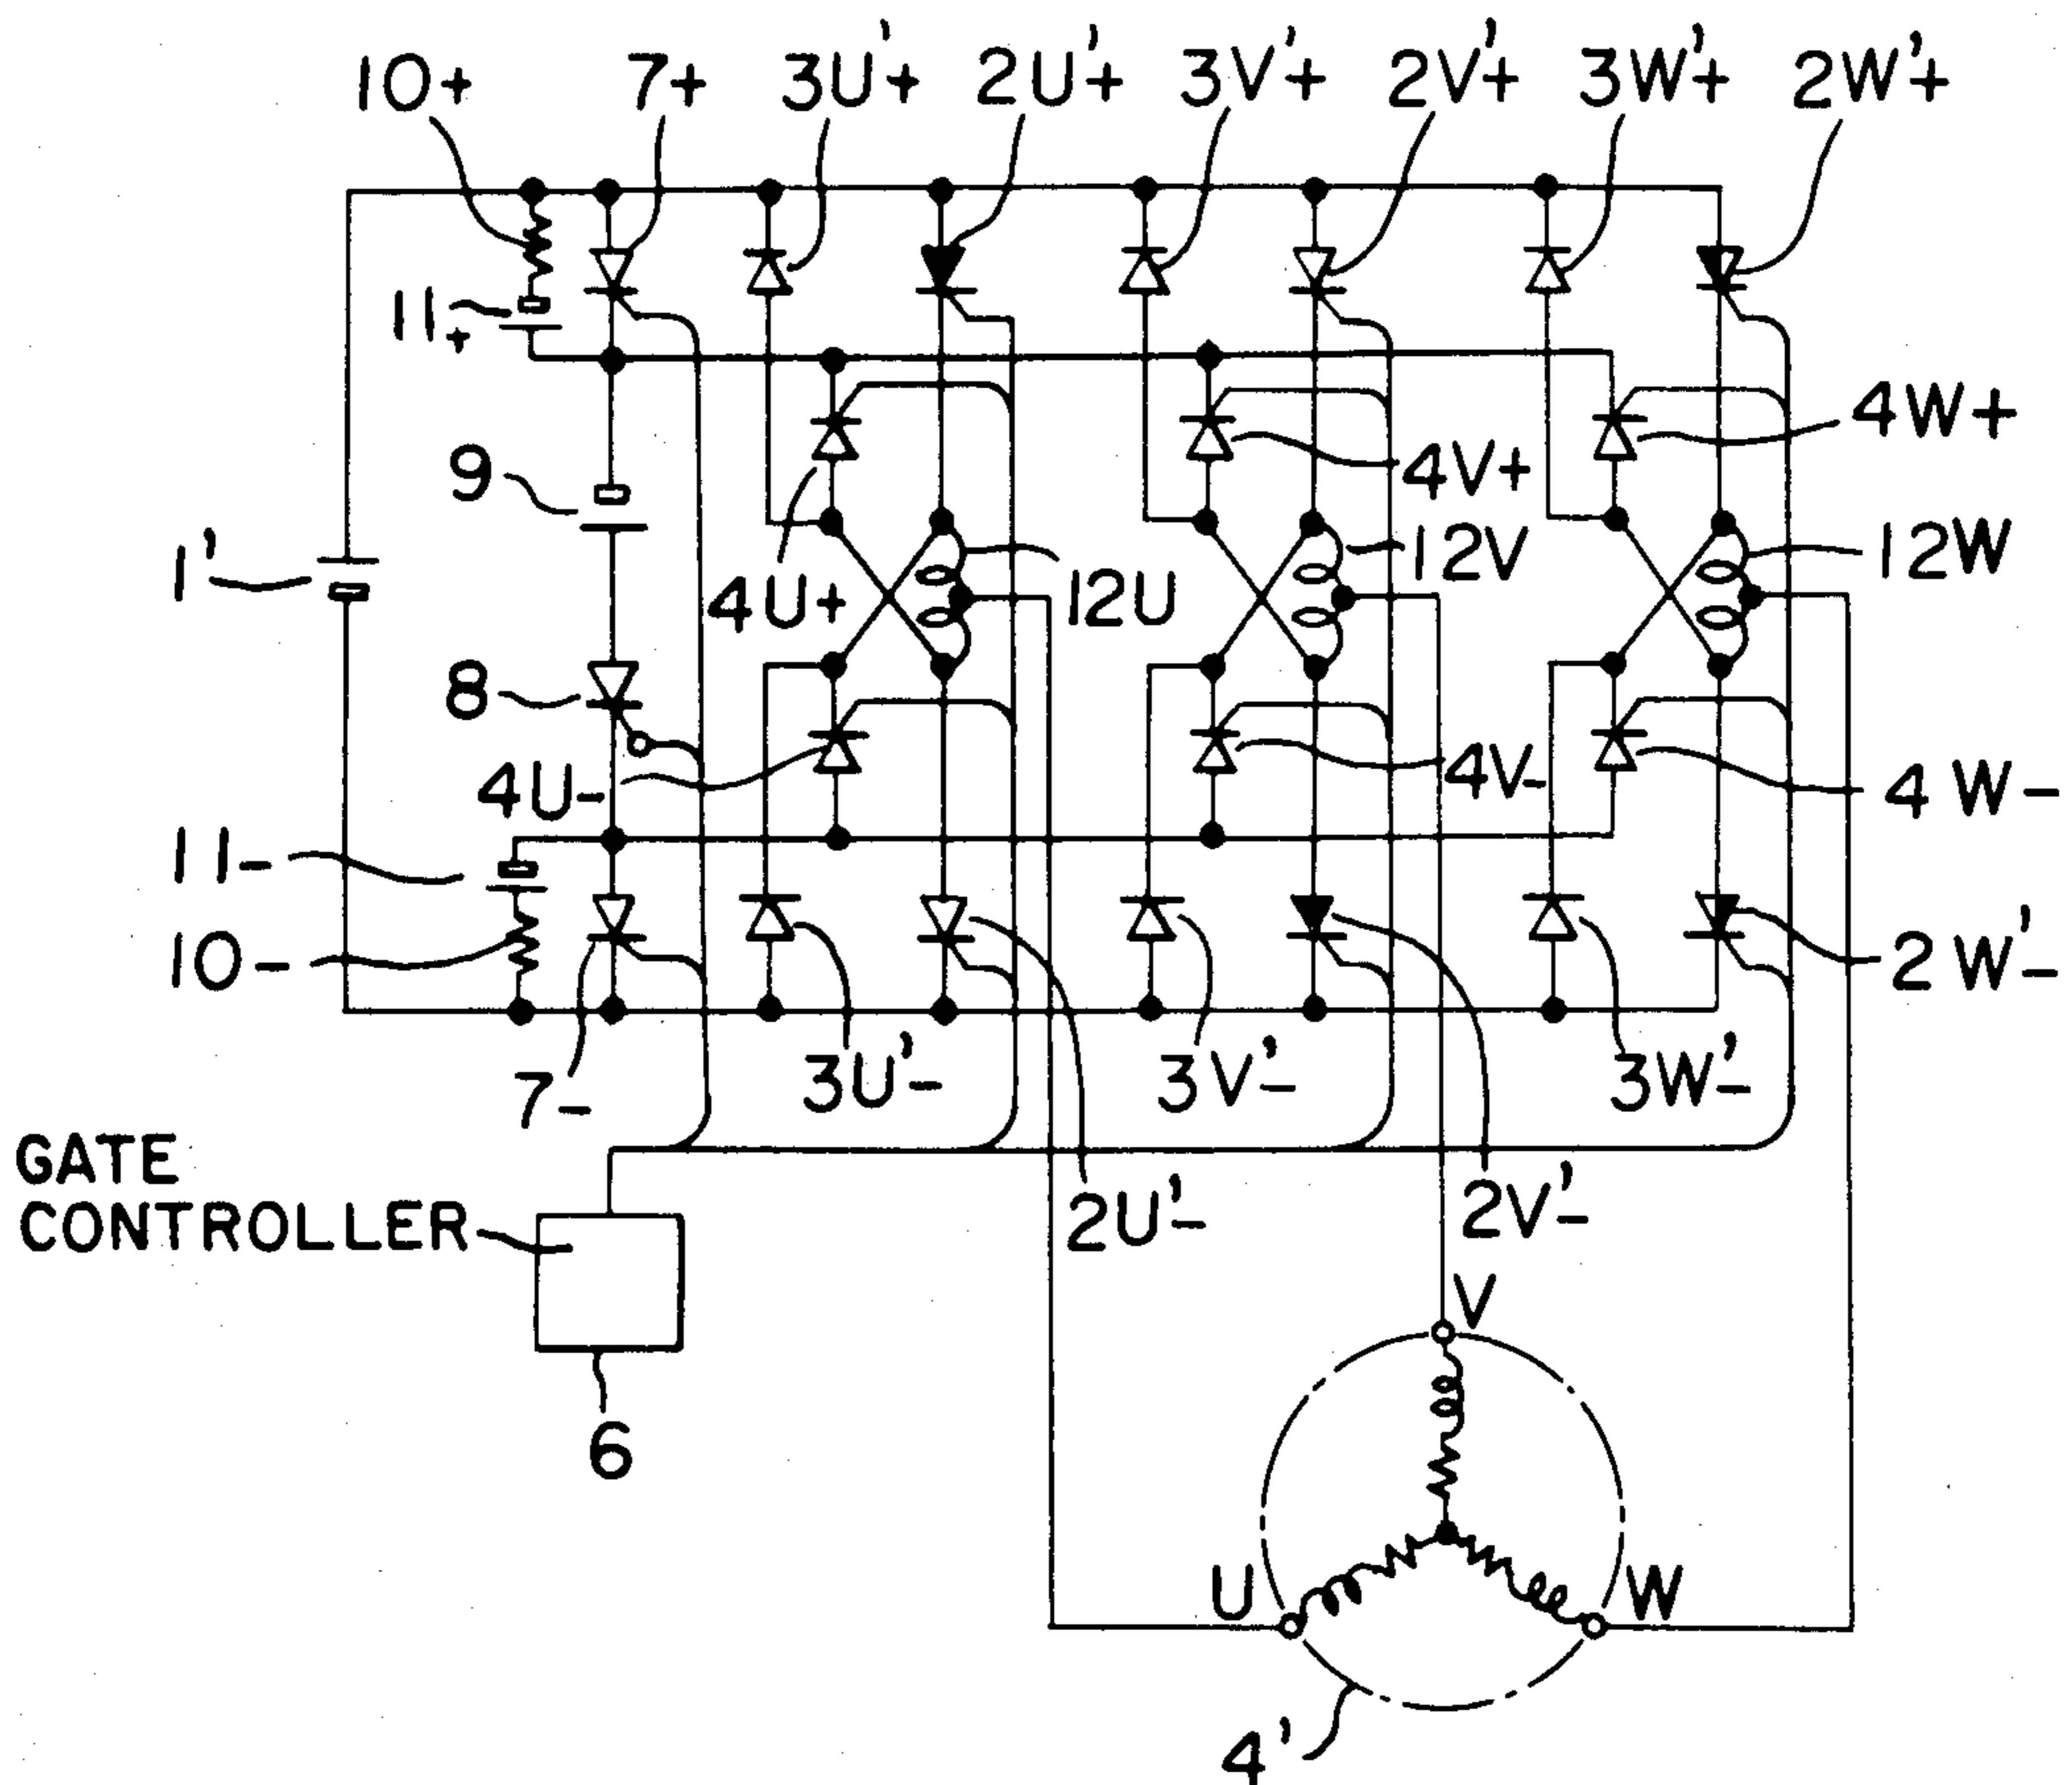 10+ 7+ 3U'+ 2U'+ 3V'+ 2V'+ 3W'+ 2W'+
11+
4W+
9 4V+
1' 4U+ 12U 12V 12W
8
4U- 4V- 4W-
11-
10- 2W'-
7- 3U'- 3V'- 3W'-
GATE
CONTROLLER
2U'- 2V'-
V
6
U W
4'